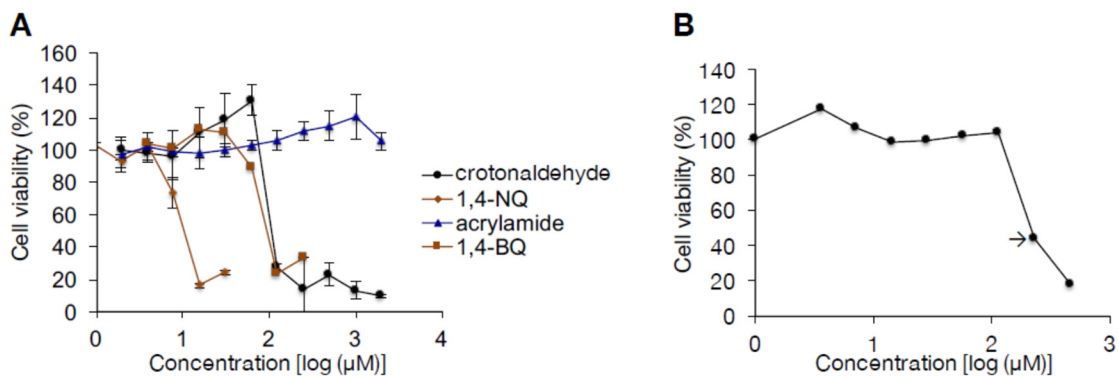 A
160
140
120
100
80
60
40
20
0
Cell viability (%)
0 1 2 3 4
Concentration [log (µM)]
crotonaldehyde
1,4-NQ
acrylamide
1,4-BQ
B
140
120
100
80
60
40
20
0
Cell viability (%)
0 1 2 3
Concentration [log (µM)]